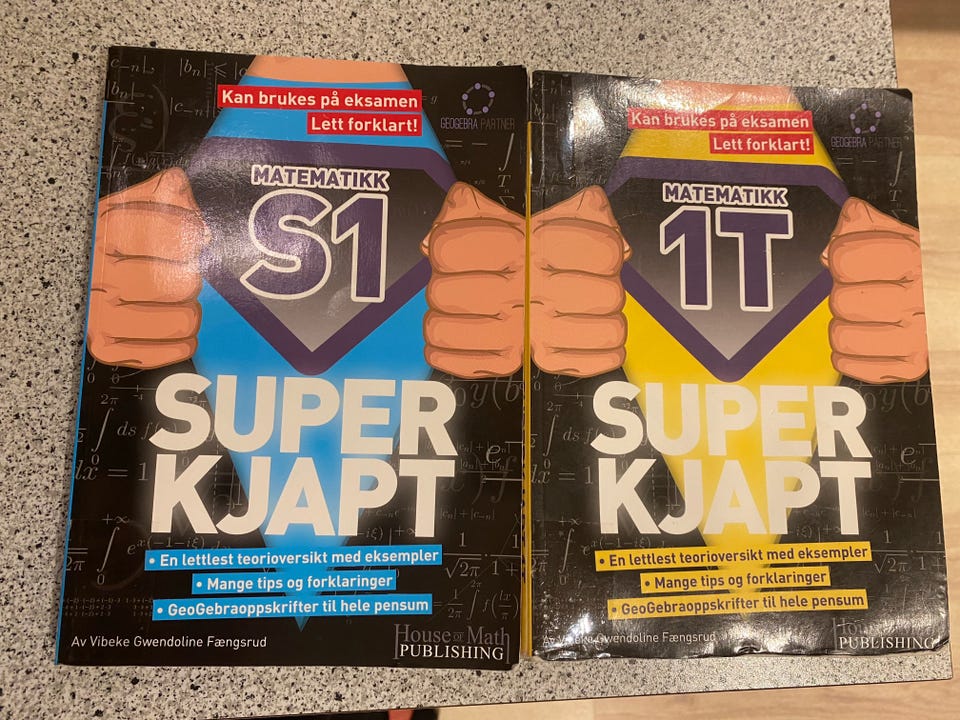 Kan brukes på eksamen
Lett forklart!
GEOGEBRA PARTNER
MATEMATIKK
S1
SUPER
KJAPT
• En lettlest teorioversikt med eksempler
• Mange tips og forklaringer
• GeoGebraoppskrifter til hele pensum
Av Vibeke Gwendoline Fængsrud
House OF Math
PUBLISHING
Kan brukes på eksamen
Lett forklart!
GEOGEBRA PARTNER
MATEMATIKK
1T
SUPER
KJAPT
• En lettlest teorioversikt med eksempler
• Mange tips og forklaringer
• GeoGebraoppskrifter til hele pensum
Av Vibeke Gwendoline Fængsrud
House OF Math
PUBLISHING